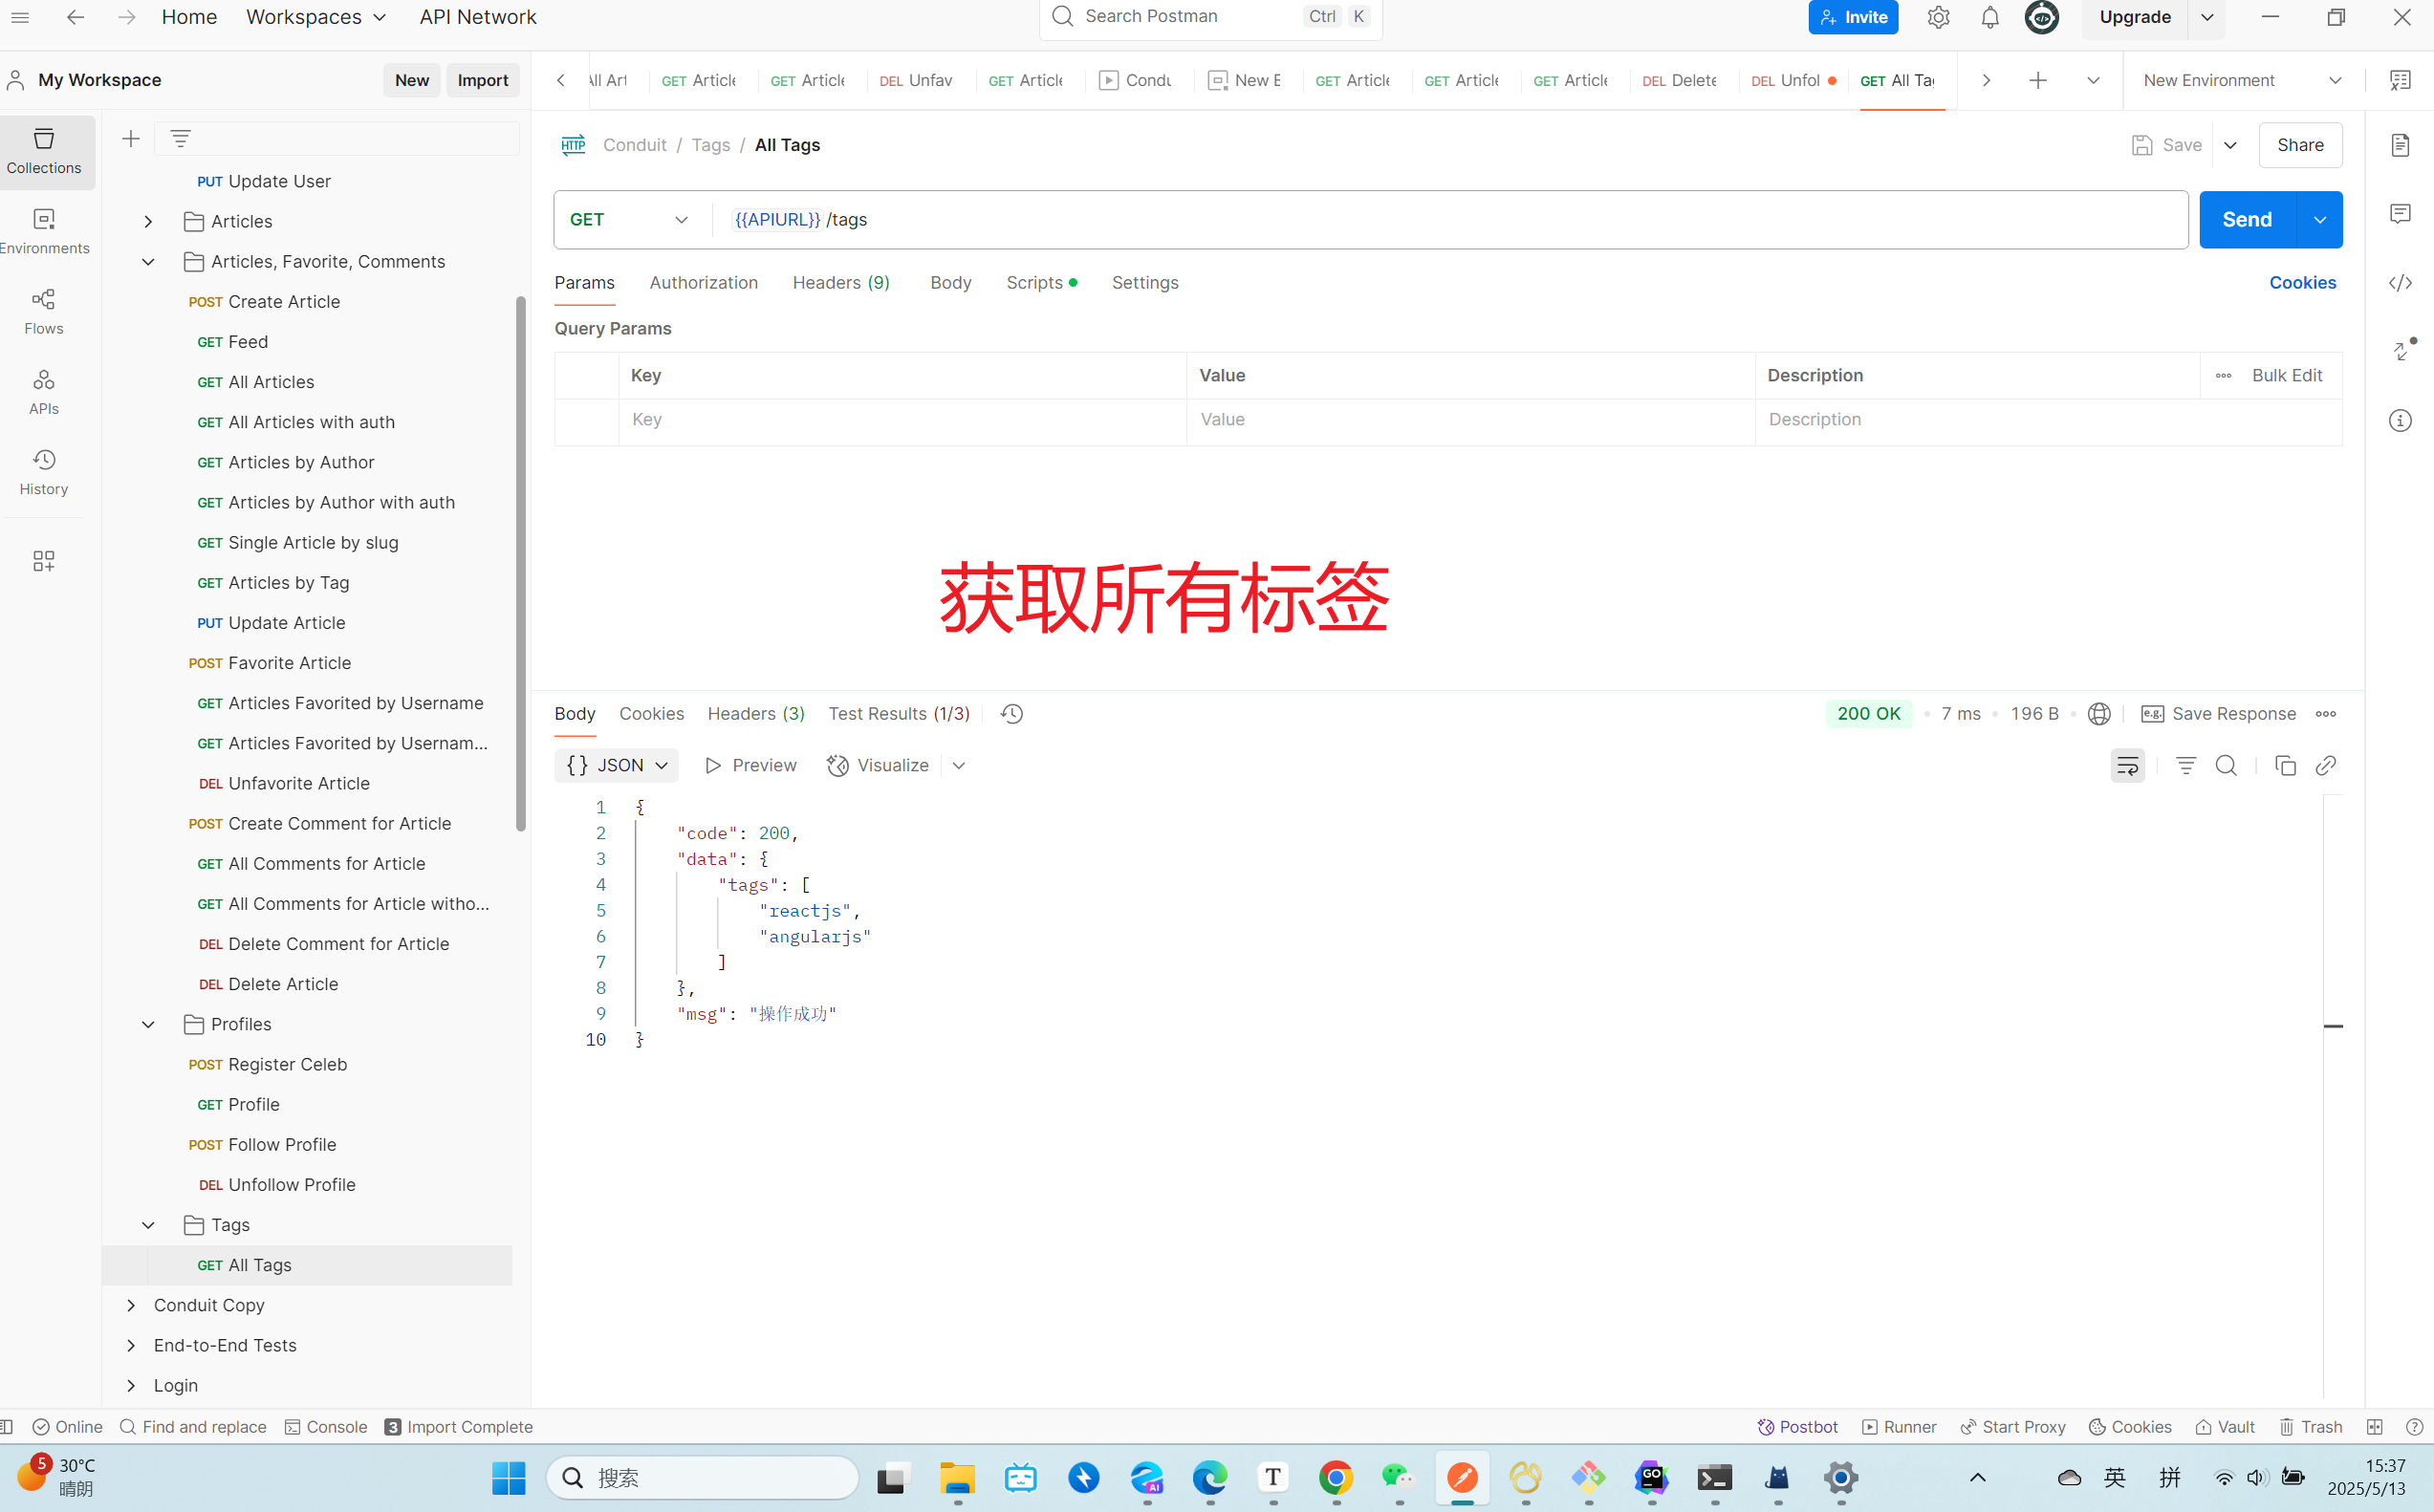 Home Workspaces API Network Search Postman Ctrl K Invite Upgrade
My Workspace New Import All Art GET Article GET Article DEL Unfav GET Article Condu New E GET Article GET Article GET Article DEL Delete DEL Unfol GET All Tag New Environment
Collections
Environments
Flows
APIs
History
PUT Update User
Articles
Articles, Favorite, Comments
POST Create Article
GET Feed
GET All Articles
GET All Articles with auth
GET Articles by Author
GET Articles by Author with auth
GET Single Article by slug
GET Articles by Tag
PUT Update Article
POST Favorite Article
GET Articles Favorited by Username
GET Articles Favorited by Usernam...
DEL Unfavorite Article
POST Create Comment for Article
GET All Comments for Article
GET All Comments for Article witho...
DEL Delete Comment for Article
DEL Delete Article
Profiles
POST Register Celeb
GET Profile
POST Follow Profile
DEL Unfollow Profile
Tags
GET All Tags
Conduit Copy
End-to-End Tests
Login
HTTP Conduit / Tags / All Tags Save Share
GET {{APIURL}} /tags Send
Params Authorization Headers (9) Body Scripts Settings Cookies
Query Params
Key Value Description Bulk Edit
Key Value Description
获取所有标签
Body Cookies Headers (3) Test Results (1/3) 200 OK 7 ms 196 B e.g. Save Response
{} JSON Preview Visualize
1 {
2 "code": 200,
3 "data": {
4 "tags": [
5 "reactjs",
6 "angularjs"
7 ]
8 },
9 "msg": "操作成功"
10 }
Online Find and replace Console 3 Import Complete Postbot Runner Start Proxy Cookies Vault Trash
5 30°C
晴朗
搜索
AI
T
GO
英 拼
15:37
2025/5/13